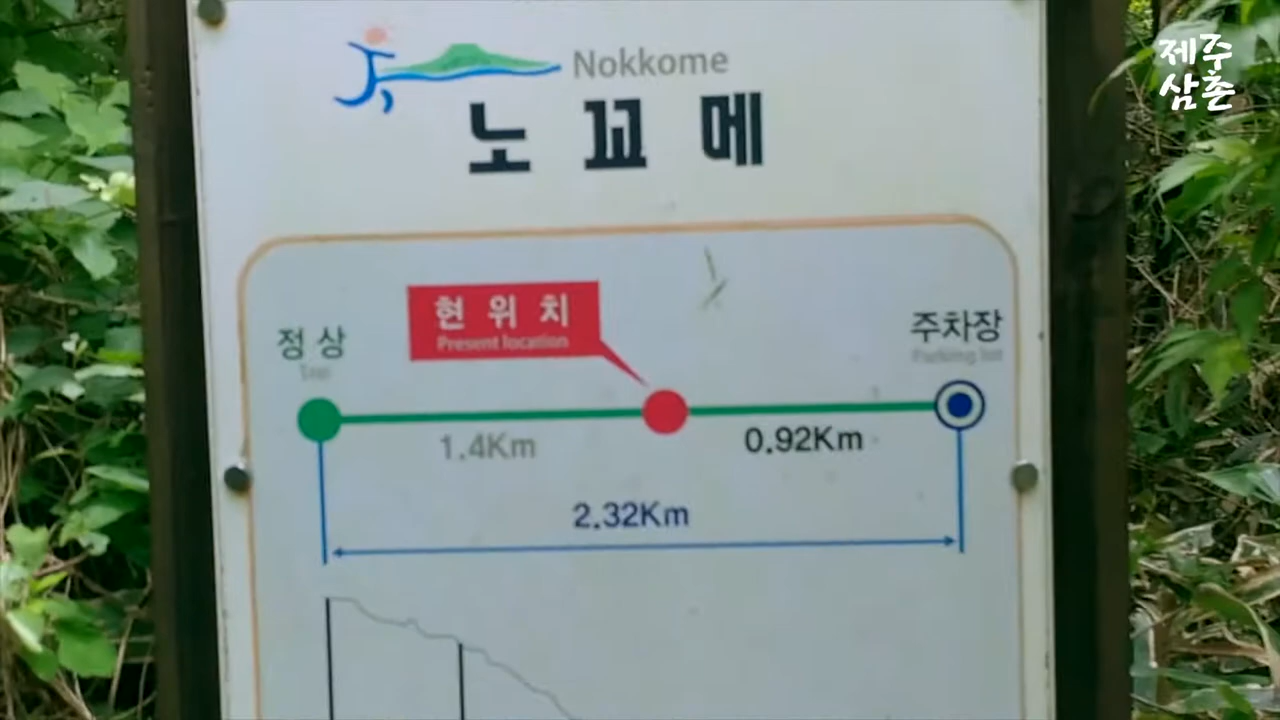 제주
삼촌
Nokkome
노꼬메
현위치
Present location
정상
Top
주차장
Parking lot
1.4Km
0.92Km
2.32Km